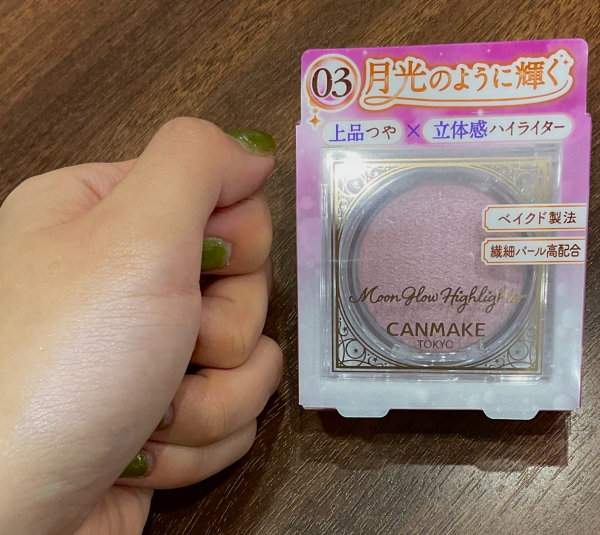 03 月光のように輝く
上品つや × 立体感ハイライター
ベイクド製法
繊細パール高配合
Moon Glow Highlighter
CANMAKE
TOKYO